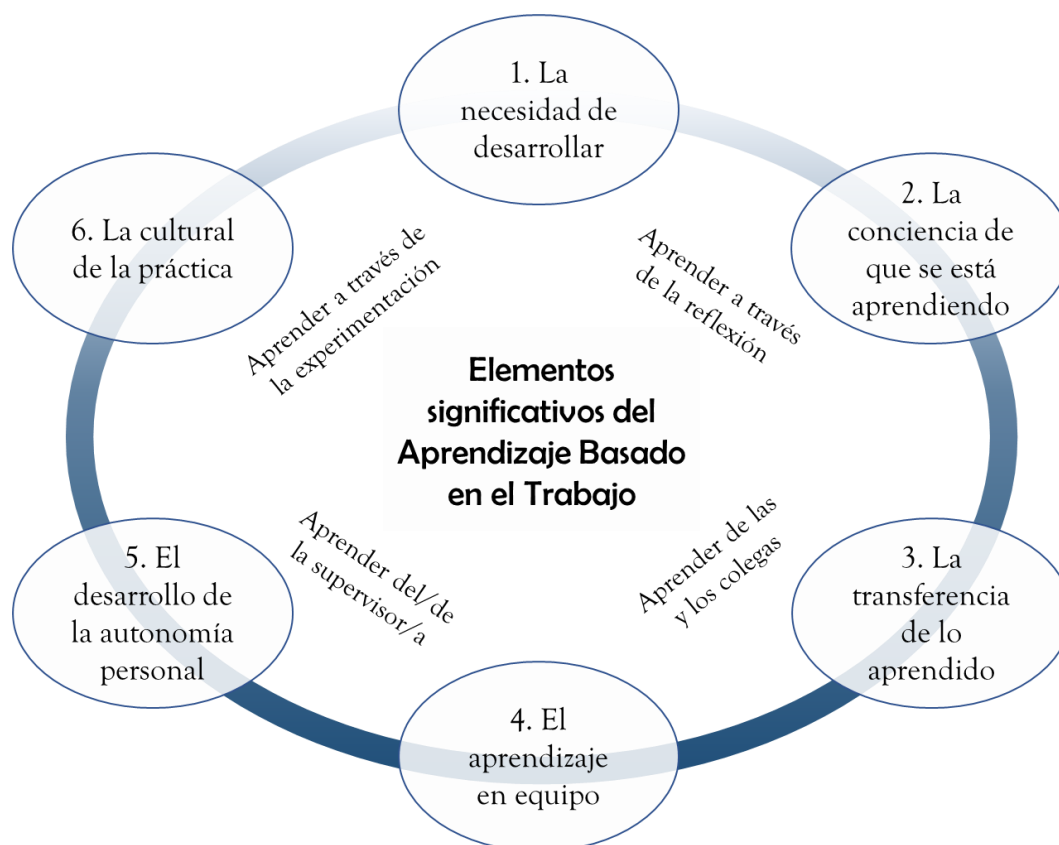 1. La
necesidad de
desarrollar
2. La
conciencia de
que se está
aprendiendo
3. La
transferencia
de lo
aprendido
4. El
aprendizaje
en equipo
5. El
desarrollo de
la autonomía
personal
6. La cultural
de la práctica
Aprender a través de
la experimentación
Aprender a través
de la reflexión
Elementos
significativos del
Aprendizaje Basado
en el Trabajo
Aprender del/de
la supervisor/a
Aprender de las
y los colegas